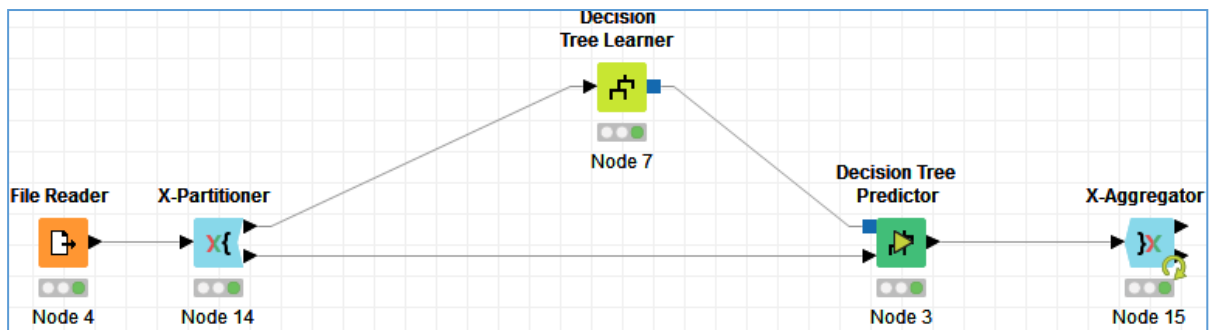 Decision
Tree Learner
Node 7
File Reader
X-Partitioner
Decision Tree
Predictor
X-Aggregator
X{
}X
Node 4
Node 14
Node 3
Node 15